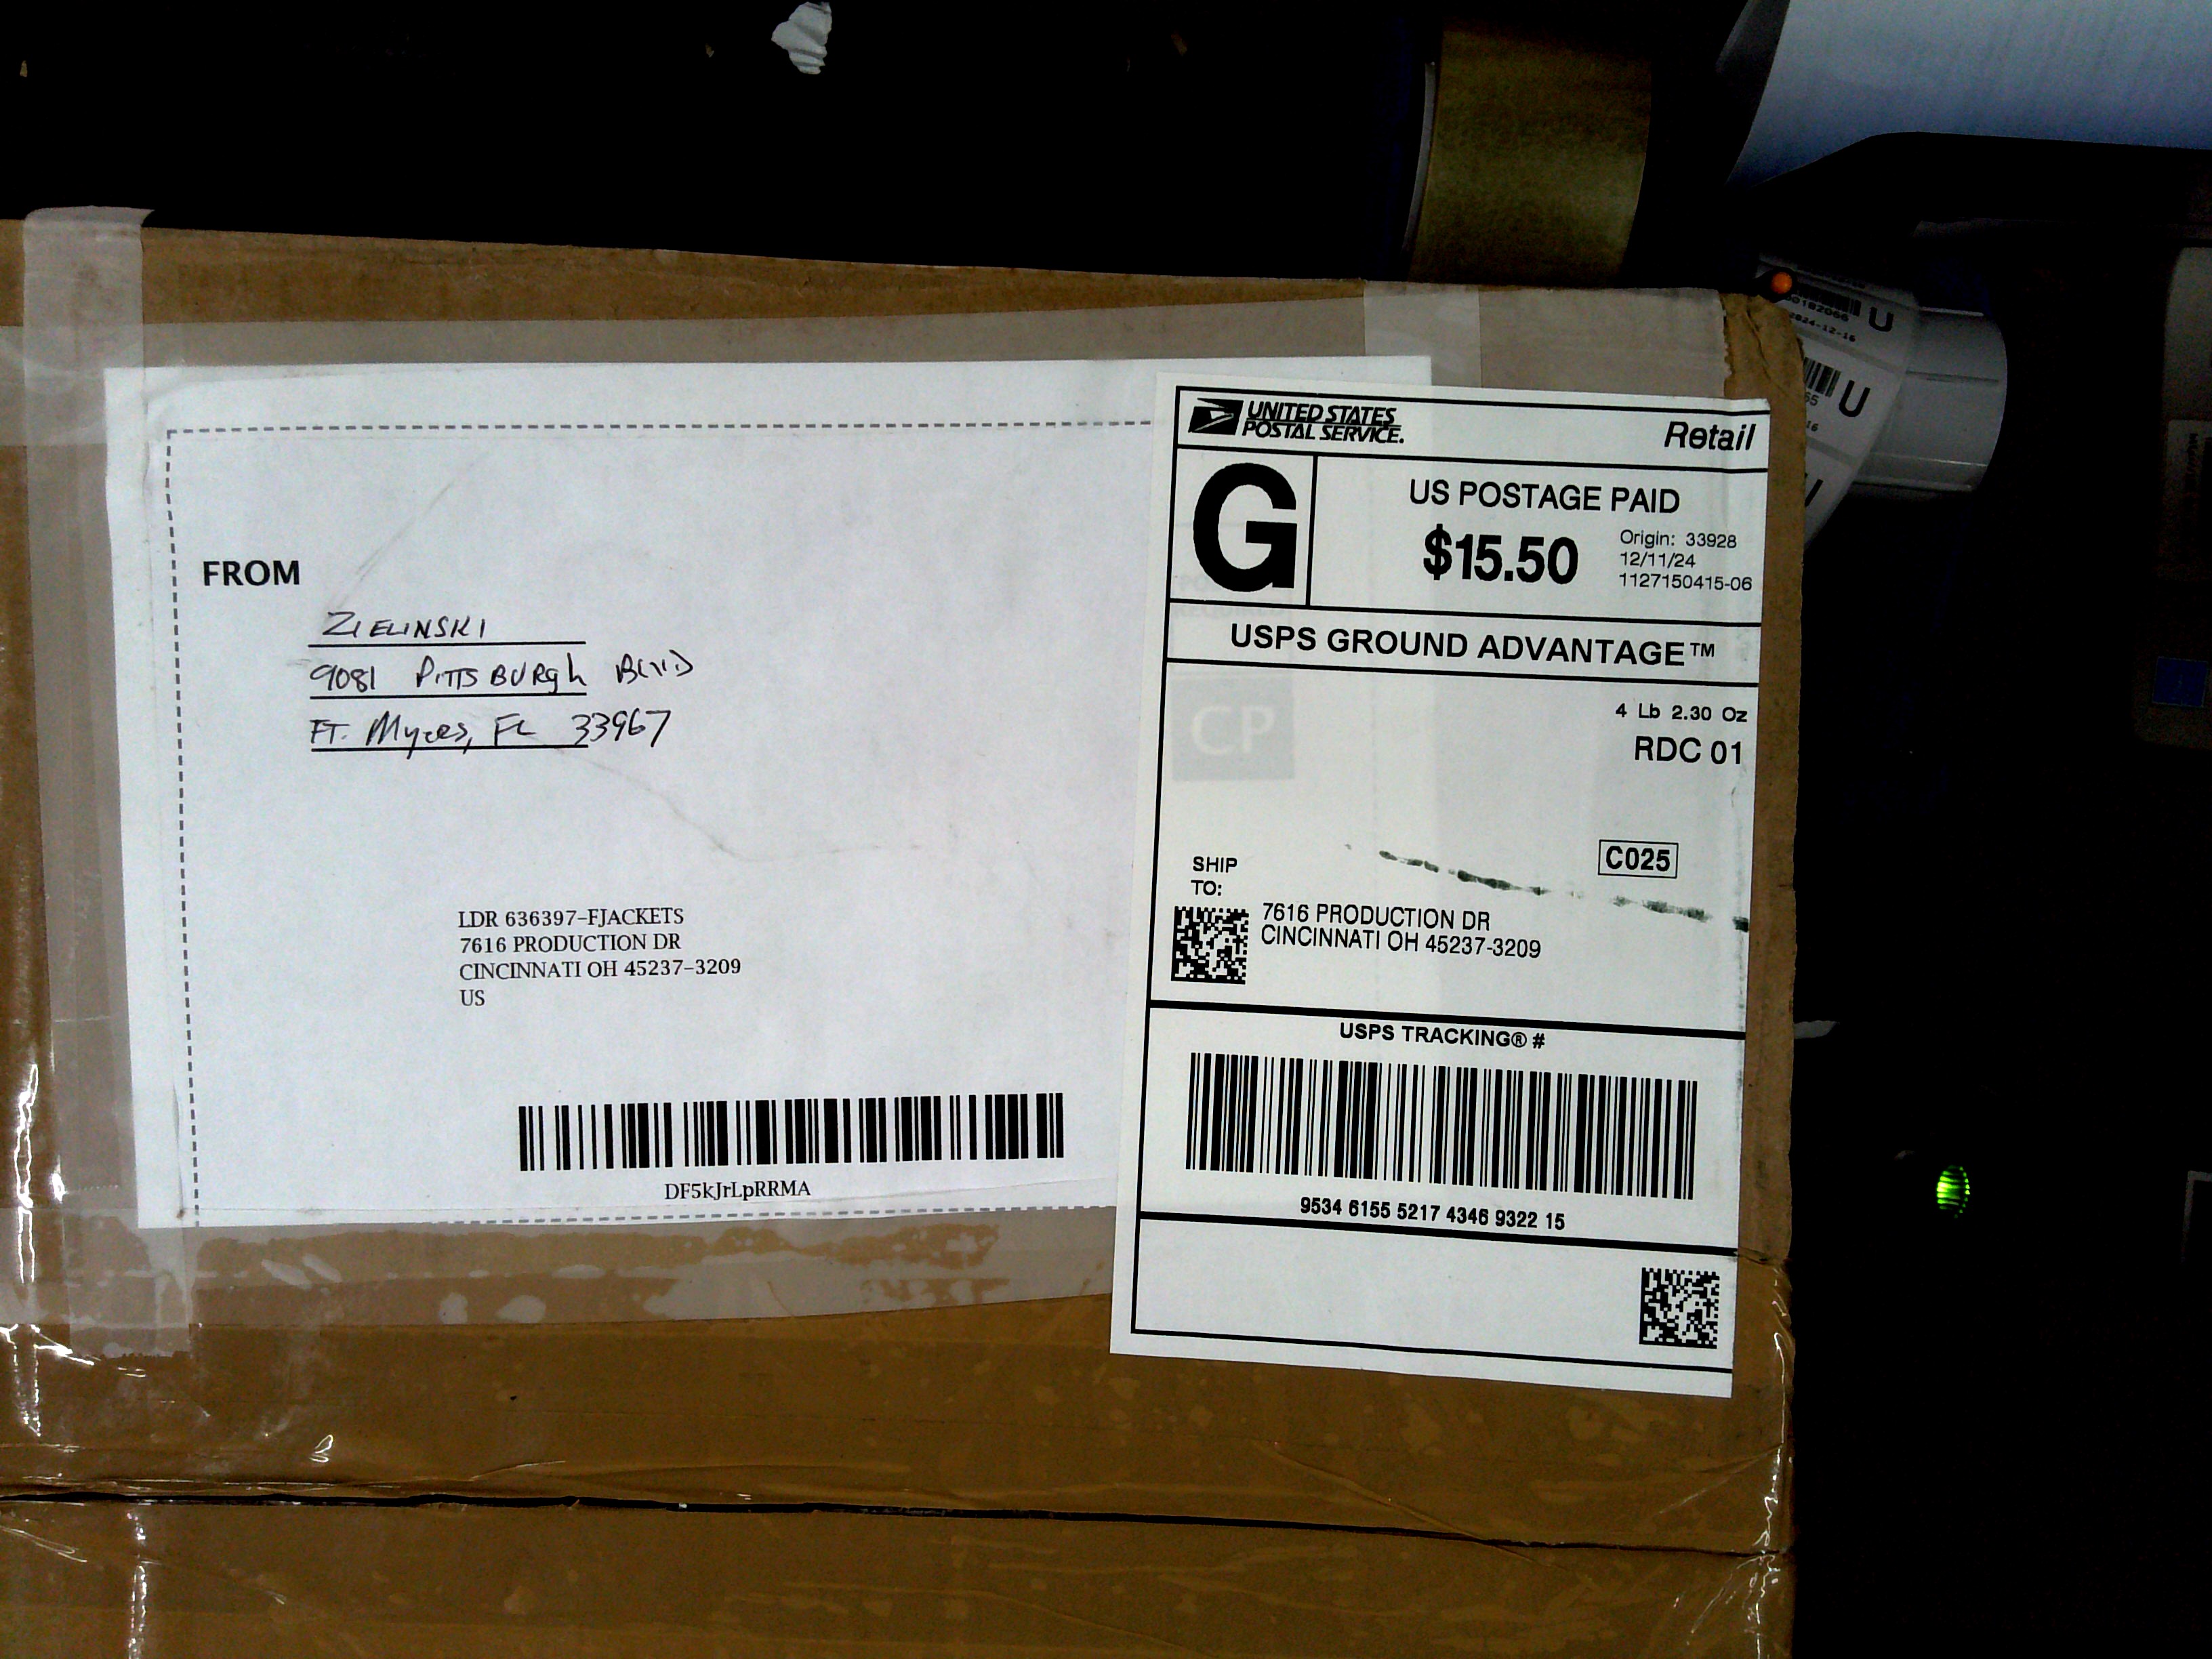 FROM
ZIELINSKI
9081 PITTSBURgh BLVD
FT. Myers, FL 33967
LDR 636397-FJACKETS
7616 PRODUCTION DR
CINCINNATI OH 45237-3209
US
DF5kJrLpRRMA
UNITED STATES
POSTAL SERVICE.
Retail
G
US POSTAGE PAID
$15.50
Origin: 33928
12/11/24
1127150415-06
USPS GROUND ADVANTAGE™
4 Lb 2.30 Oz
RDC 01
CP
C025
SHIP
TO:
7616 PRODUCTION DR
CINCINNATI OH 45237-3209
USPS TRACKING® #
9534 6155 5217 4346 9322 15
U
2024-12-16
U